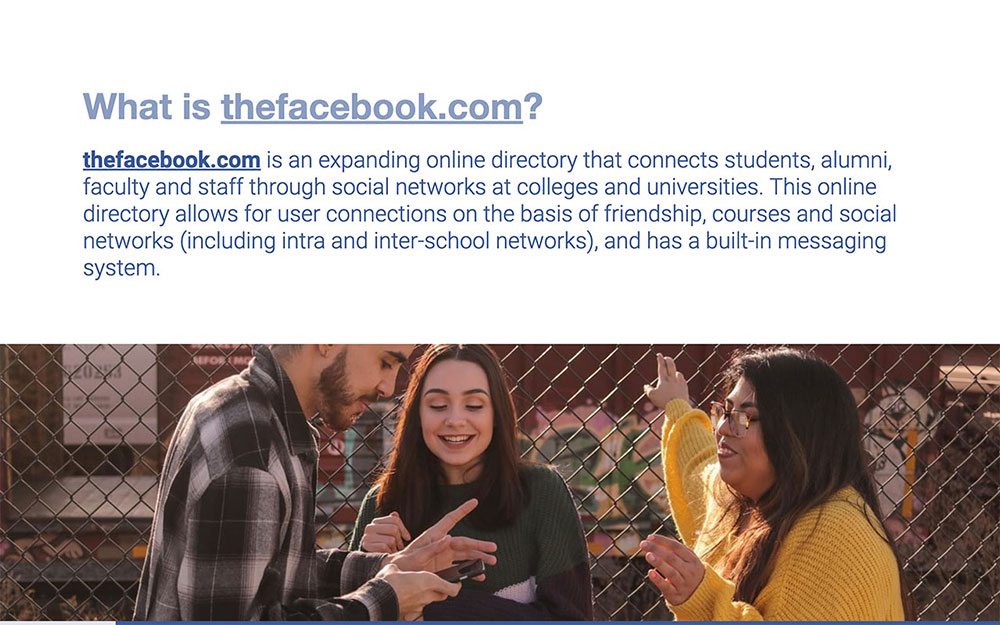 What is thefacebook.com?
thefacebook.com is an expanding online directory that connects students, alumni,
faculty and staff through social networks at colleges and universities. This online
directory allows for user connections on the basis of friendship, courses and social
networks (including intra and inter-school networks), and has a built-in messaging
system.